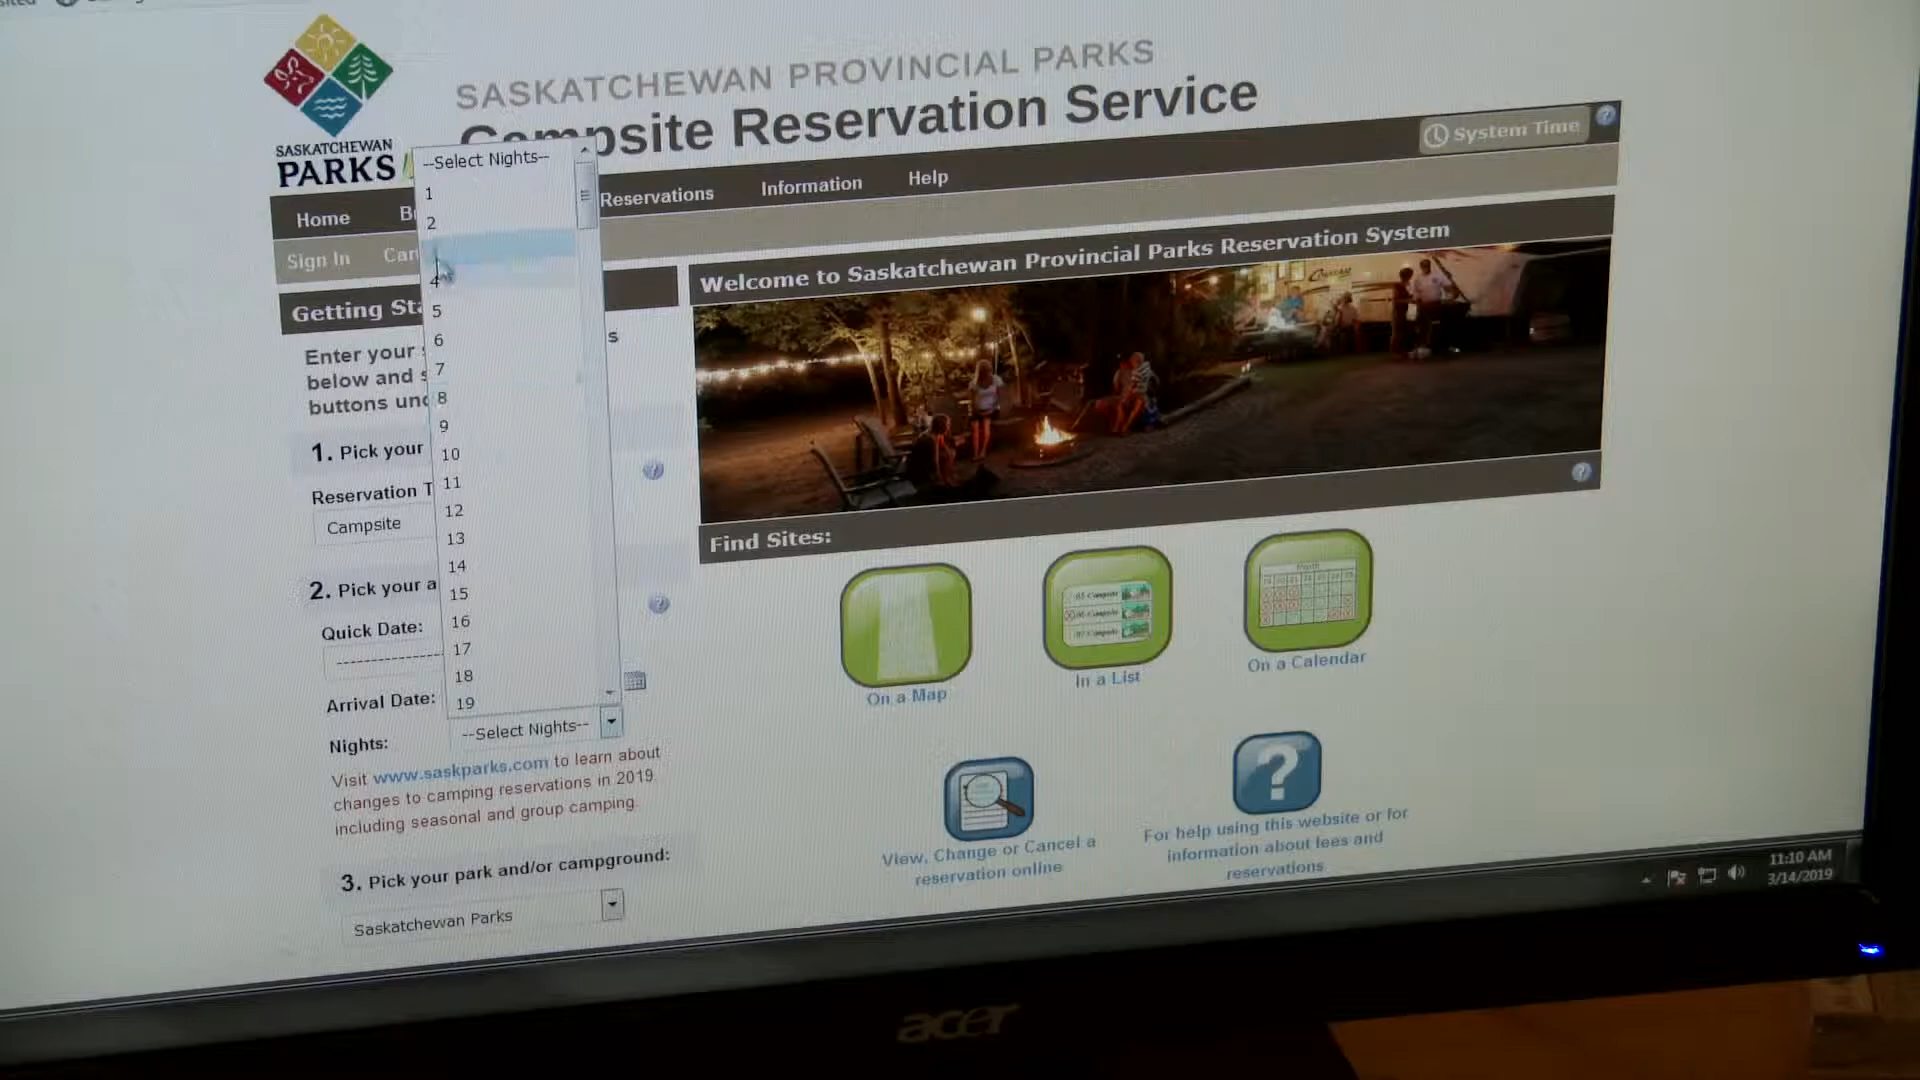 SASKATCHEWAN
PARKS
SASKATCHEWAN PROVINCIAL PARKS
Campsite Reservation Service
System Time
Home
Reservations
Information
Help
Sign In
--Select Nights--
1
2
4
5
6
7
8
9
10
11
12
13
14
15
16
17
18
19
Getting
Enter your
below and
buttons
1. Pick your
Reservation
Campsite
2. Pick your
Quick Date:
--------------
Arrival Date:
Nights:
--Select Nights--
Visit www.saskparks.com to learn about
changes to camping reservations in 2019
including seasonal and group camping.
3. Pick your park and/or campground:
Saskatchewan Parks
Welcome to Saskatchewan Provincial Parks Reservation System
Find Sites:
On a Map
In a List
Month
On a Calendar
View, Change or Cancel a
reservation online
For help using this website or for
information about fees and
reservations
11:10 AM
3/14/2019
acer